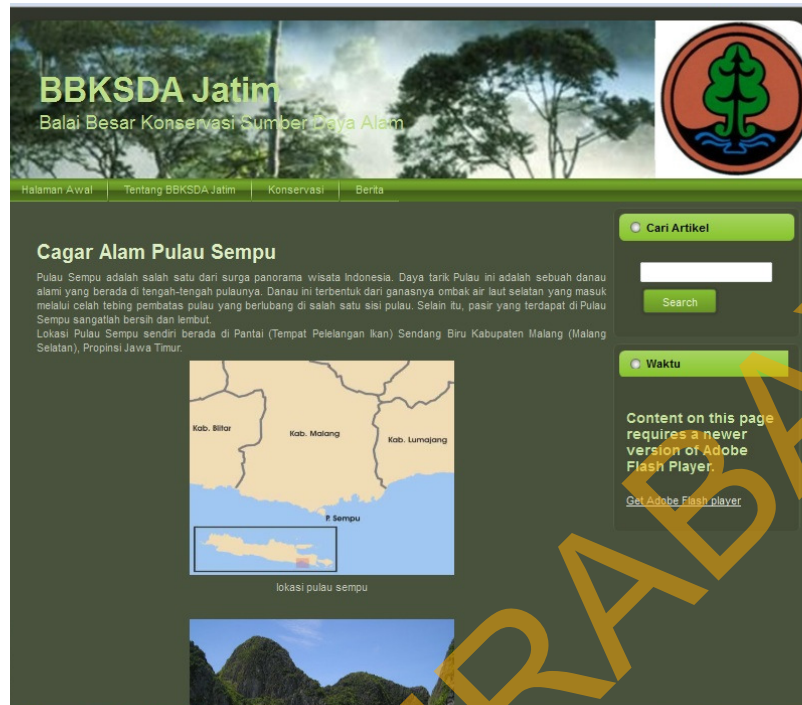 BBKSDA Jatim
Balai Besar Konservasi Sumber Daya Alam
Halaman Awal
Tentang BBKSDA Jatim
Konservasi
Berita
Cagar Alam Pulau Sempu
Pulau Sempu adalah salah satu dari surga panorama wisata Indonesia. Daya tarik Pulau ini adalah sebuah danau
alami yang berada di tengah-tengah pulaunya. Danau ini terbentuk dari ganasnya ombak air laut selatan yang masuk
melalui celah tebing pembatas pulau yang berlubang di salah satu sisi pulau. Selain itu, pasir yang terdapat di Pulau
Sempu sangatlah bersih dan lembut.
Lokasi Pulau Sempu sendiri berada di Pantai (Tempat Pelelangan Ikan) Sendang Biru Kabupaten Malang (Malang
Selatan), Propinsi Jawa Timur.
Kab. Blitar
Kab. Malang
Kab. Lumajang
P. Sempu
lokasi pulau sempu
Cari Artikel
Search
Waktu
Content on this page
requires a newer
version of Adobe
Flash Player.
Get Adobe Flash player
RABA